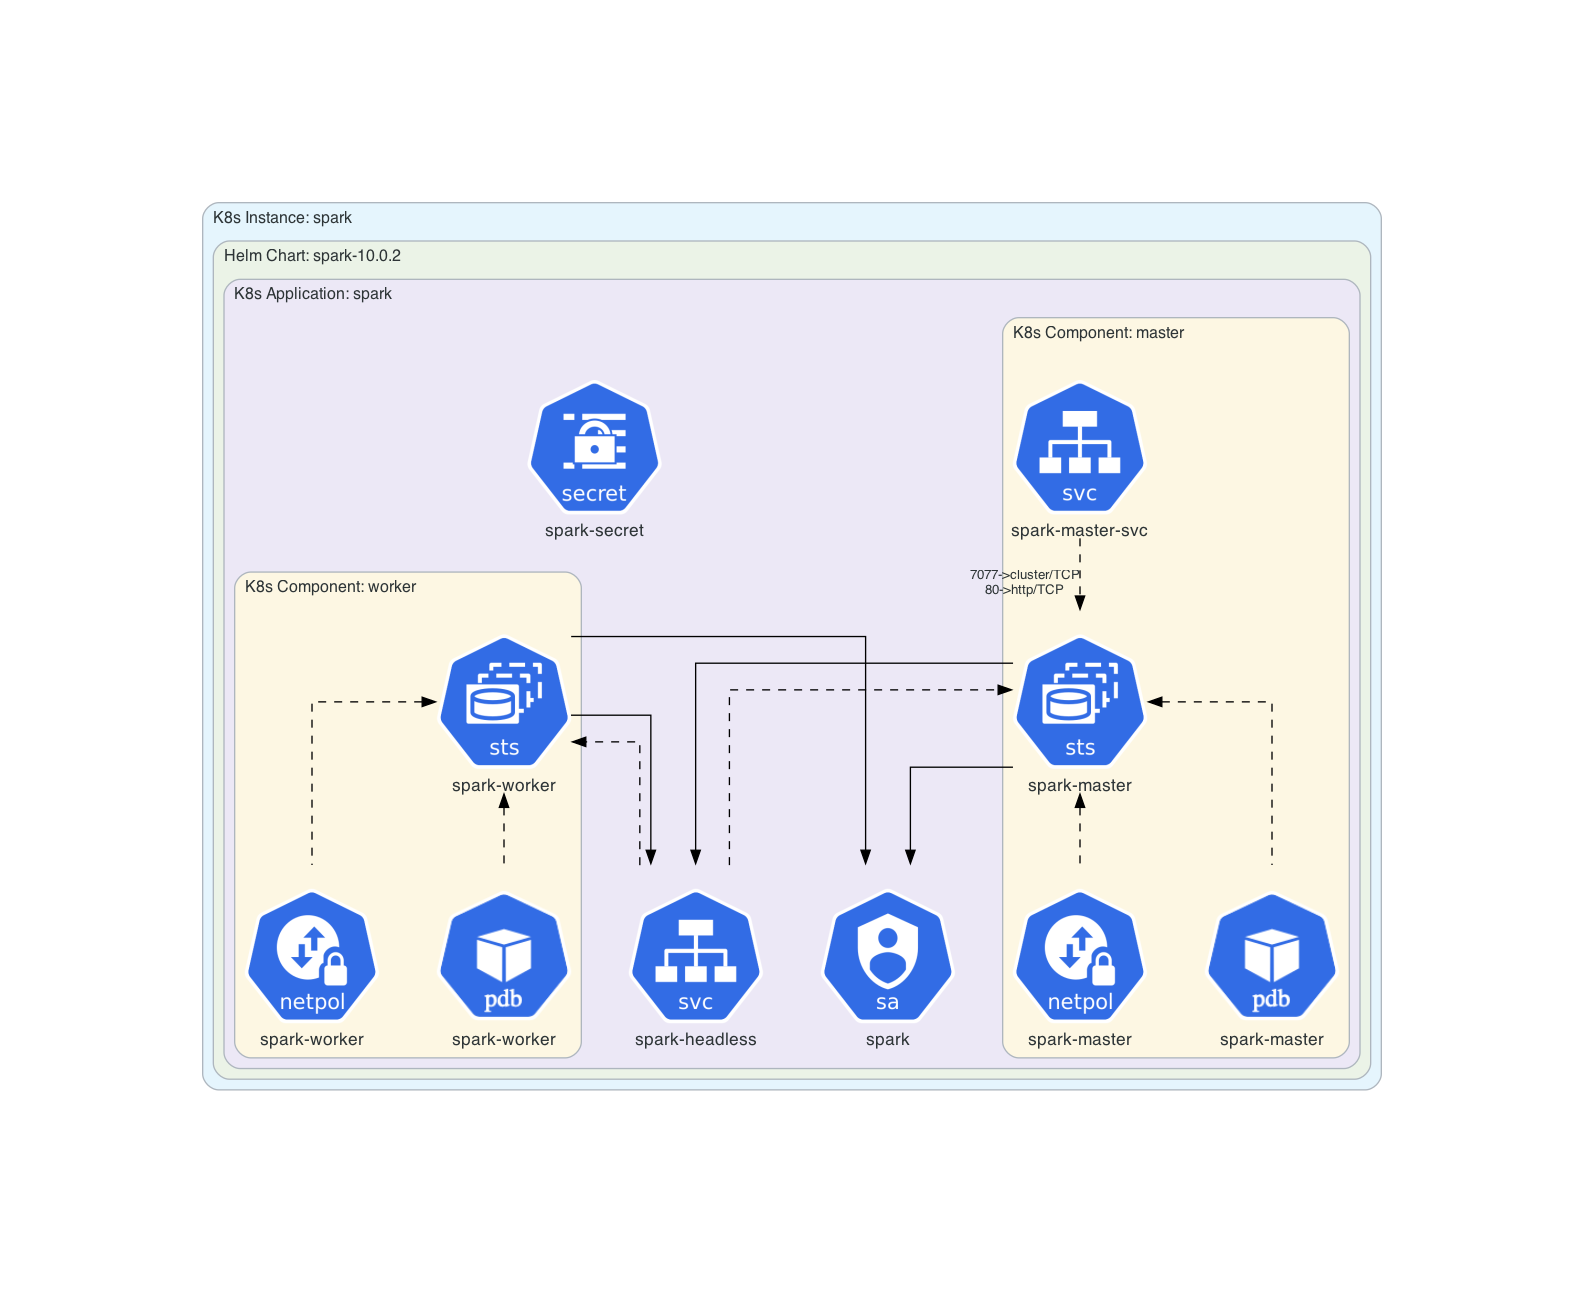 K8s Instance: spark
Helm Chart: spark-10.0.2
K8s Application: spark
K8s Component: master
secret
spark-secret
svc
spark-master-svc
7077->cluster/TCP
80->http/TCP
K8s Component: worker
sts
spark-worker
sts
spark-master
netpol
spark-worker
pdb
spark-worker
svc
spark-headless
sa
spark
netpol
spark-master
pdb
spark-master